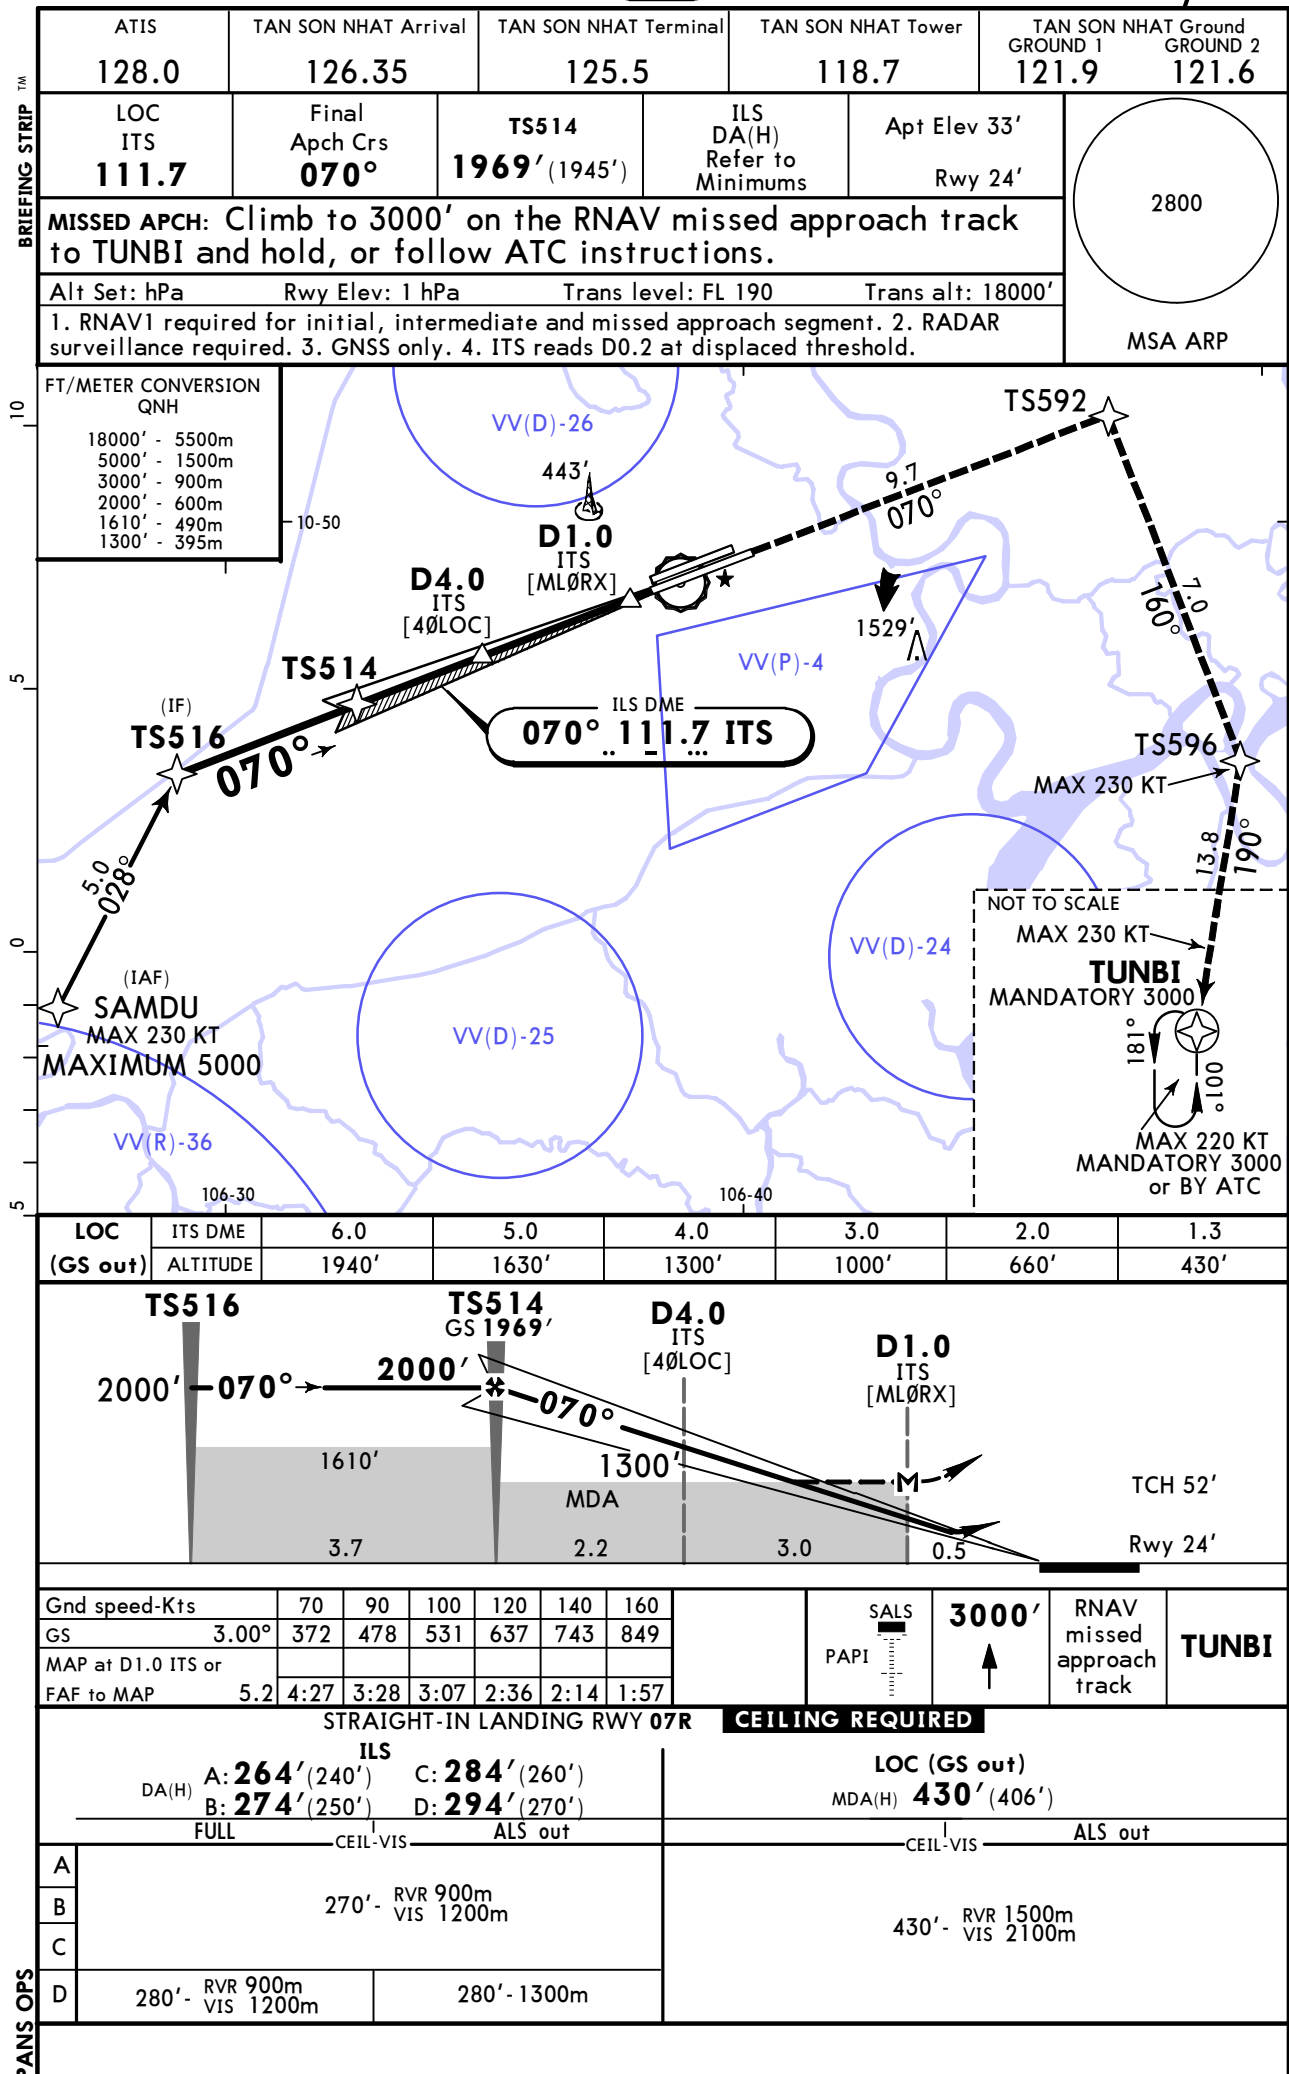 ATIS
128.0
TAN SON NHAT Arrival
126.35
TAN SON NHAT Terminal
125.5
TAN SON NHAT Tower
118.7
TAN SON NHAT Ground
GROUND 1 GROUND 2
121.9 121.6
BRIEFING STRIP TM
LOC
ITS
111.7
Final
Apch Crs
070°
TS514
1969′(1945′)
ILS
DA(H)
Refer to
Minimums
Apt Elev 33′
Rwy 24′
2800
MSA ARP
MISSED APCH: Climb to 3000′ on the RNAV missed approach track
to TUNBI and hold, or follow ATC instructions.
Alt Set: hPa Rwy Elev: 1 hPa Trans level: FL 190 Trans alt: 18000′
1. RNAV1 required for initial, intermediate and missed approach segment. 2. RADAR
surveillance required. 3. GNSS only. 4. ITS reads D0.2 at displaced threshold.
FT/METER CONVERSION
QNH
18000′ - 5500m
5000′ - 1500m
3000′ - 900m
2000′ - 600m
1610′ - 490m
1300′ - 395m
10
5
0
5
10-50
VV(D)-26
443′
D1.0
ITS
[MLØRX]
D4.0
ITS
[4ØLOC]
TS514
(IF)
TS516
070°
TS592
9.7
070°
7.0
160°
1529′
VV(P)-4
ILS DME
070° 111.7 ITS
TS596
MAX 230 KT
13.8
190°
5.0
028°
(IAF)
SAMDU
MAX 230 KT
MAXIMUM 5000
VV(R)-36
VV(D)-25
VV(D)-24
NOT TO SCALE
MAX 230 KT
TUNBI
MANDATORY 3000
181°
001°
MAX 220 KT
MANDATORY 3000
or BY ATC
106-30
106-40
LOC ITS DME 6.0 5.0 4.0 3.0 2.0 1.3
(GS out) ALTITUDE 1940′ 1630′ 1300′ 1000′ 660′ 430′
TS516
TS514
GS 1969′
D4.0
ITS
[4ØLOC]
D1.0
ITS
[MLØRX]
2000′ 070° 2000′
070°
1610′
1300′
MDA
M
TCH 52′
Rwy 24′
3.7 2.2 3.0 0.5
Gnd speed-Kts 70 90 100 120 140 160
GS 3.00° 372 478 531 637 743 849
MAP at D1.0 ITS or
FAF to MAP 5.2 4:27 3:28 3:07 2:36 2:14 1:57
SALS
PAPI
3000′
RNAV
missed
approach
track
TUNBI
STRAIGHT-IN LANDING RWY 07R CEILING REQUIRED
ILS
DA(H) A: 264′(240′) C: 284′(260′)
B: 274′(250′) D: 294′(270′)
LOC (GS out)
MDA(H) 430′(406′)
FULL CEIL-VIS ALS out
CEIL-VIS ALS out
A
B
C
D
270′- RVR 900m
VIS 1200m
430′- RVR 1500m
VIS 2100m
280′- RVR 900m
VIS 1200m
280′-1300m
PANS OPS